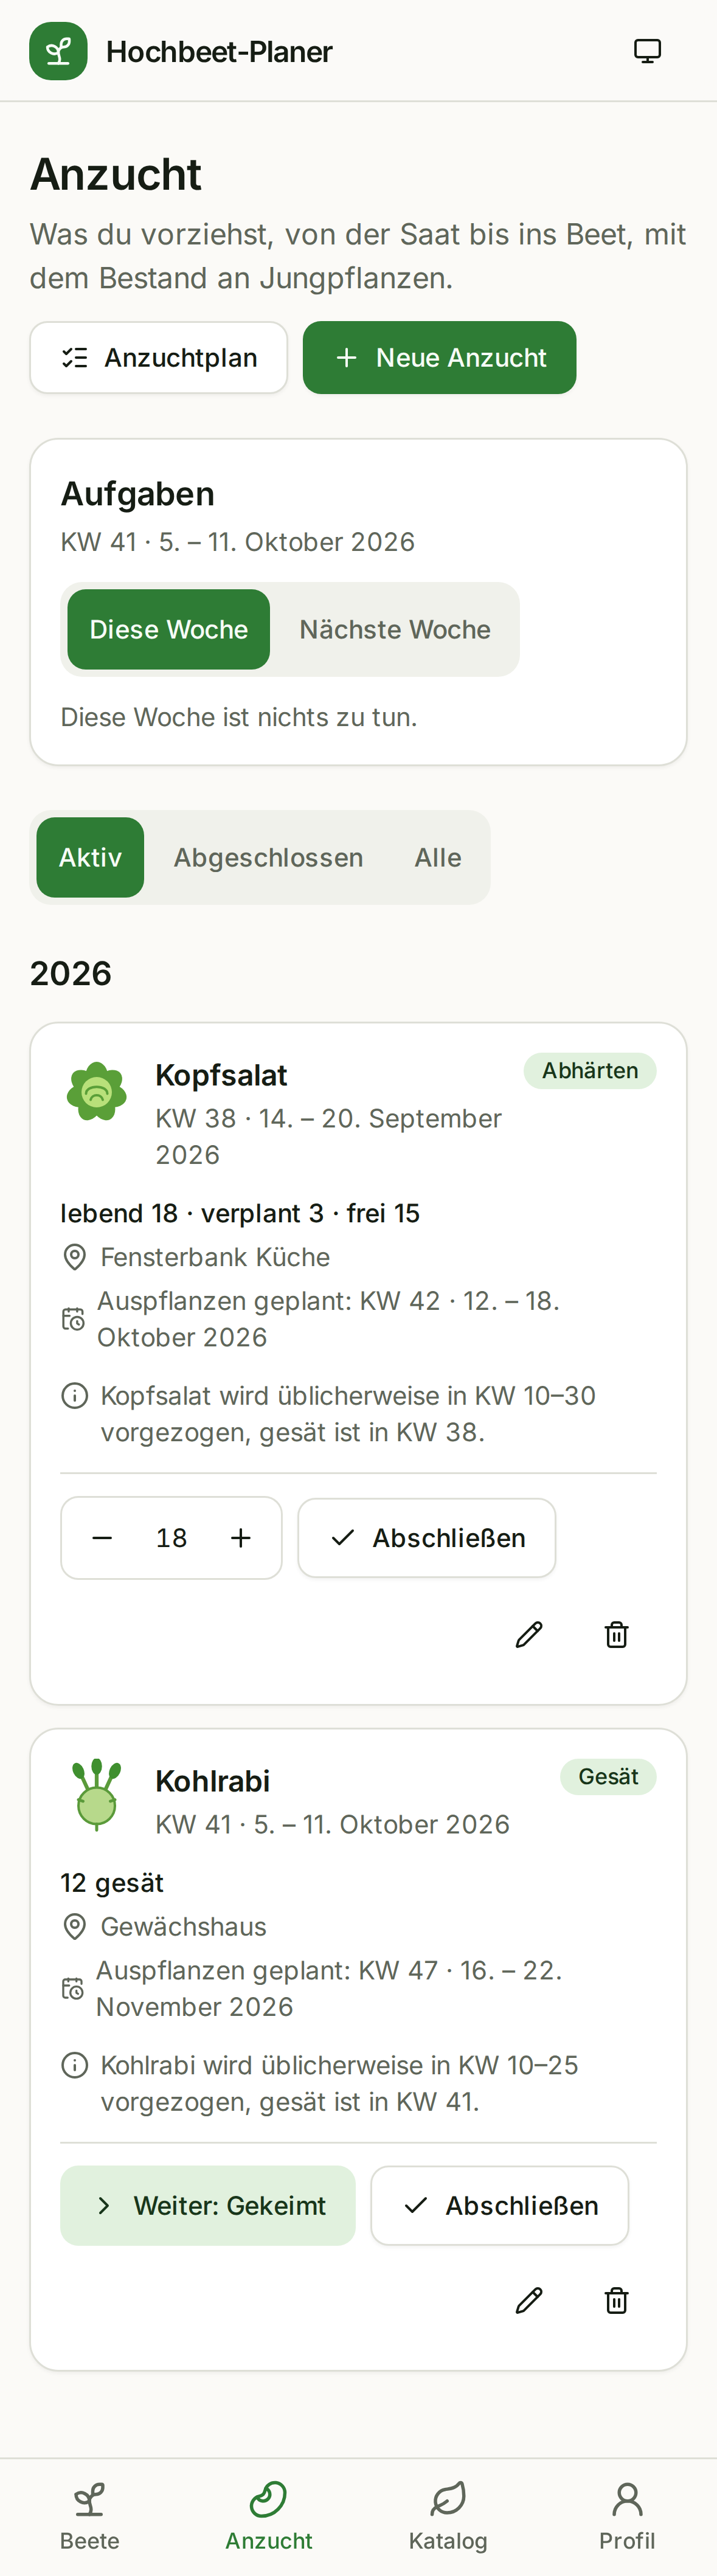 Hochbeet-Planer
Anzucht
Was du vorziehst, von der Saat bis ins Beet, mit
dem Bestand an Jungpflanzen.
Anzuchtplan
Neue Anzucht
Aufgaben
KW 41 · 5. – 11. Oktober 2026
Diese Woche
Nächste Woche
Diese Woche ist nichts zu tun.
Aktiv
Abgeschlossen
Alle
2026
Kopfsalat
Abhärten
KW 38 · 14. – 20. September
2026
lebend 18 · verplant 3 · frei 15
Fensterbank Küche
Auspflanzen geplant: KW 42 · 12. – 18.
Oktober 2026
Kopfsalat wird üblicherweise in KW 10–30
vorgezogen, gesät ist in KW 38.
18
Abschließen
Kohlrabi
Gesät
KW 41 · 5. – 11. Oktober 2026
12 gesät
Gewächshaus
Auspflanzen geplant: KW 47 · 16. – 22.
November 2026
Kohlrabi wird üblicherweise in KW 10–25
vorgezogen, gesät ist in KW 41.
Weiter: Gekeimt
Abschließen
Beete
Anzucht
Katalog
Profil